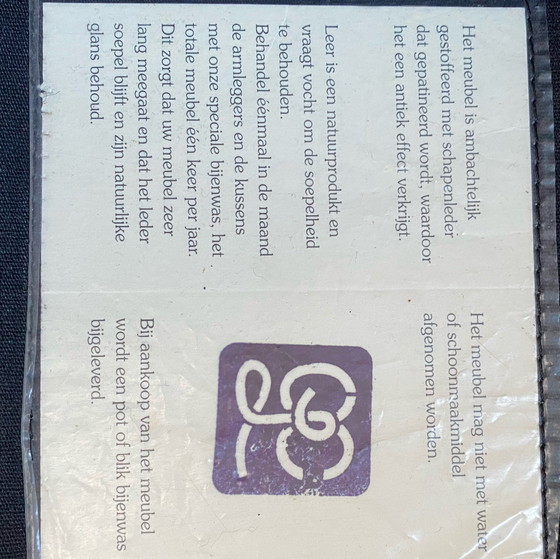 Het meubel is ambachtelijk
gestoffeerd met schapenleder
dat gepatineerd wordt, waardoor
het een antiek effect verkrijgt.
Leer is een natuurprodukt en
vraagt vocht om de soepelheid
te behouden.
Behandel éénmaal in de maand
de armleggers en de kussens
met onze speciale bijenwas, het
totale meubel één keer per jaar.
Dit zorgt dat uw meubel zeer
lang meegaat en dat het leder
soepel blijft en zijn natuurlijke
glans behoud.
Het meubel mag niet met water
of schoonmaakmiddel
afgenomen worden.
Bij aankoop van het meubel
wordt een pot of blik bijenwas
bijgeleverd.